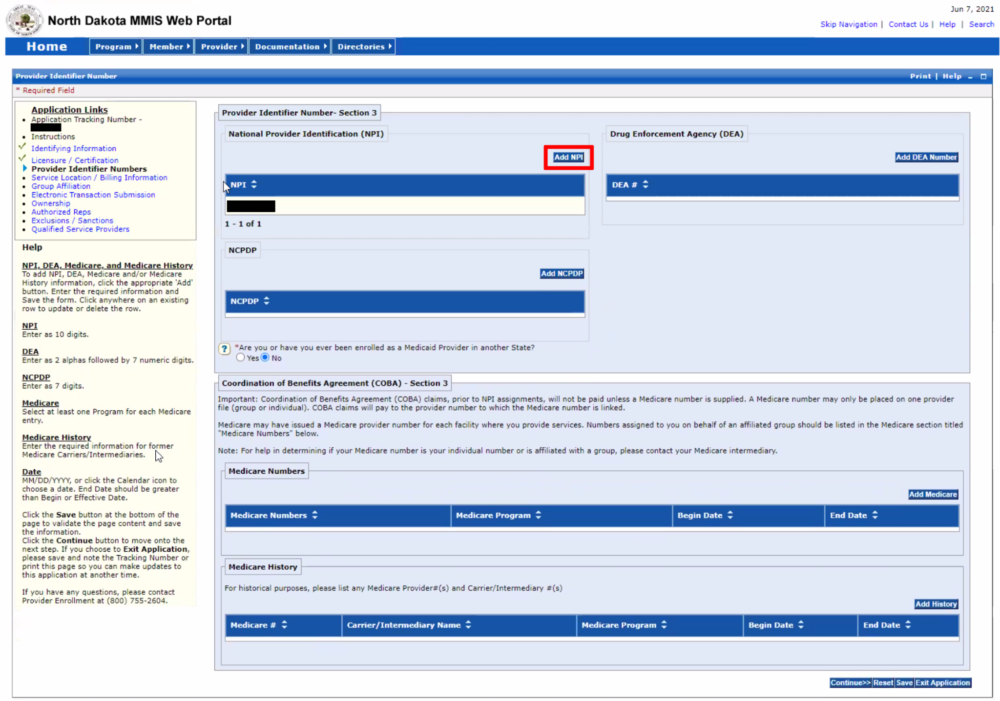 Jun 7, 2021
North Dakota MMIS Web Portal
Skip Navigation | Contact Us | Help | Search
Home Program Member Provider Documentation Directories
Provider Identifier Number
Print | Help
* Required Field
Application Links
Application Tracking Number -
Instructions
Identifying Information
Licensure / Certification
Provider Identifier Numbers
Service Location / Billing Information
Group Affiliation
Electronic Transaction Submission
Ownership
Authorized Reps
Exclusions / Sanctions
Qualified Service Providers
Help
NPI, DEA, Medicare, and Medicare History
To add NPI, DEA, Medicare and/or Medicare
History information, click the appropriate 'Add'
button. Enter the required information and
Save the form. Click anywhere on an existing
row to update or delete the row.
NPI
Enter as 10 digits.
DEA
Enter as 2 alphas followed by 7 numeric digits.
NCPDP
Enter as 7 digits.
Medicare
Select at least one Program for each Medicare
entry.
Medicare History
Enter the required information for former
Medicare Carriers/Intermediaries.
Date
MM/DD/YYYY, or click the Calendar icon to
choose a date. End Date should be greater
than Begin or Effective Date.
Click the Save button at the bottom of the
page to validate the page content and save
the information.
Click the Continue button to move onto the
next step. If you choose to Exit Application,
please save and note the Tracking Number or
print this page so you can make updates to
this application at another time.
If you have any questions, please contact
Provider Enrollment at (800) 755-2604.
Provider Identifier Number- Section 3
National Provider Identification (NPI)
Add NPI
NPI
1 - 1 of 1
Drug Enforcement Agency (DEA)
Add DEA Number
DEA #
NCPDP
Add NCPDP
NCPDP
? *Are you or have you ever been enrolled as a Medicaid Provider in another State?
Yes No
Coordination of Benefits Agreement (COBA) - Section 3
Important: Coordination of Benefits Agreement (COBA) claims, prior to NPI assignments, will not be paid unless a Medicare number is supplied. A Medicare number may only be placed on one provider
file (group or individual). COBA claims will pay to the provider number to which the Medicare number is linked.
Medicare may have issued a Medicare provider number for each facility where you provide services. Numbers assigned to you on behalf of an affiliated group should be listed in the Medicare section titled
"Medicare Numbers" below.
Note: For help in determining if your Medicare number is your individual number or is affiliated with a group, please contact your Medicare intermediary.
Medicare Numbers
Add Medicare
Medicare Numbers Medicare Program Begin Date End Date
Medicare History
For historical purposes, please list any Medicare Provider#(s) and Carrier/Intermediary #(s)
Add History
Medicare # Carrier/Intermediary Name Medicare Program Begin Date End Date
Continue>> Reset Save Exit Application